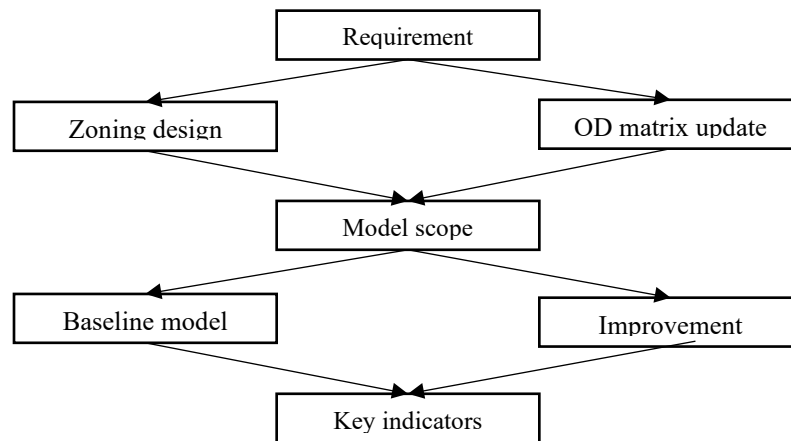 Requirement
Zoning design
OD matrix update
Model scope
Baseline model
Improvement
Key indicators